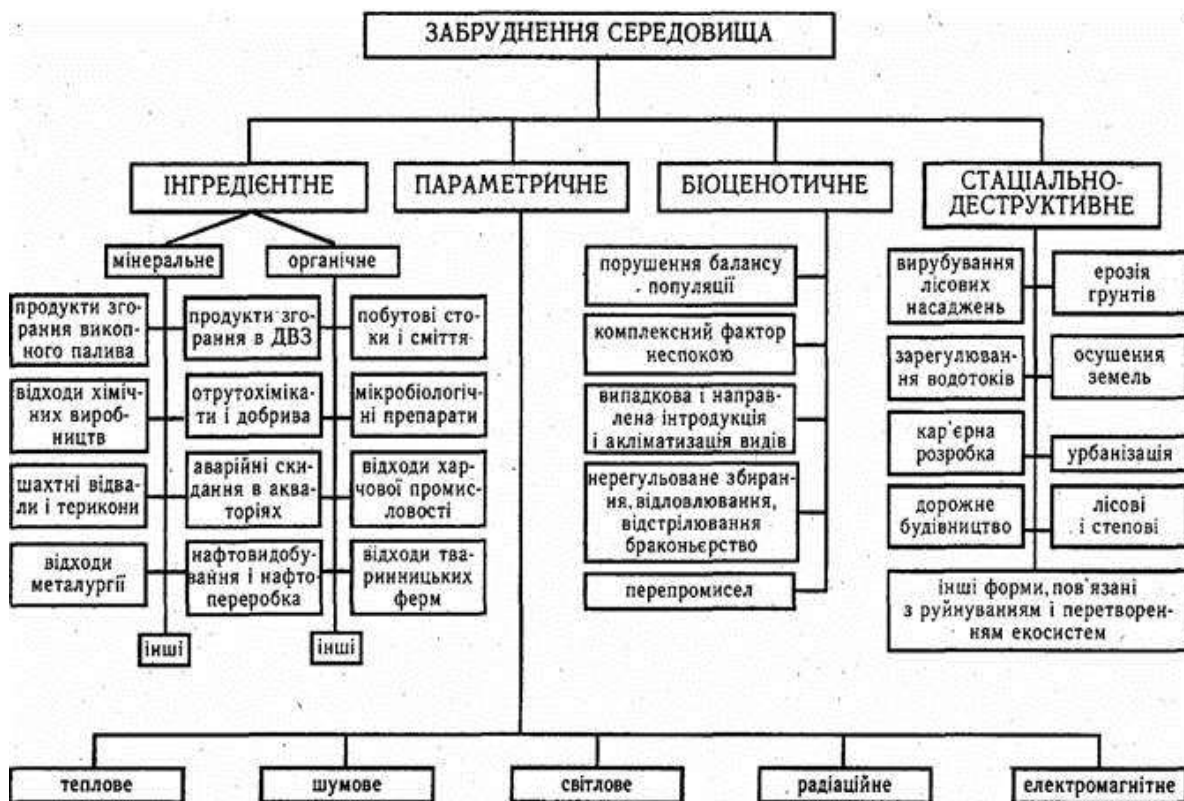 ЗАБРУДНЕННЯ СЕРЕДОВИЩА
ІНГРЕДІЄНТНЕ
ПАРАМЕТРИЧНЕ
БІОЦЕНОТИЧНЕ
СТАЦІАЛЬНО-
ДЕСТРУКТИВНЕ
мінеральне
органічне
продукти зго-
рання викоп-
ного палива
продукти зго-
рання в ДВЗ
побутові сто-
ки і сміття
відходи хіміч-
них вироб-
ництв
отрутохіміка-
ти і добрива
мікробіологіч-
ні препарати
шахтні відва-
ли і терикони
аварійні ски-
дання в аква-
торіях
відходи хар-
чової промис-
ловості
відходи
металургії
нафтовидобу-
вання і нафто-
переробка
відходи тва-
ринницьких
ферм
інші
інші
порушення балансу
популяції
комплексний фактор
неспокою
випадкова і направ-
лена інтродукція
і акліматизація видів
нерегульоване збиран-
ня, відловлювання,
відстрілювання
браконьєрство
перепромисел
вирубування
лісових
насаджень
ерозія
грунтів
зарегулюван-
ня водотоків
осушення
земель
кар'єрна
розробка
урбанізація
дорожне
будівництво
лісові
і степові
інші форми, пов'язані
з руйнуванням і перетворен-
ням екосистем
теплове
шумове
світлове
радіаційне
електромагнітне